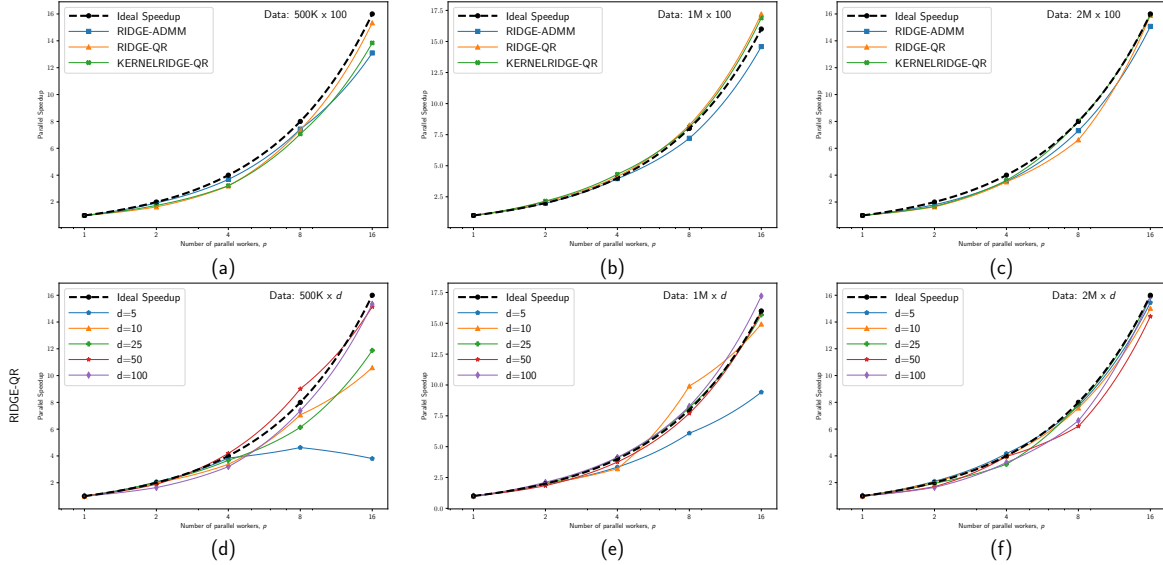 Data: 500K x 100
Ideal Speedup
RIDGE-ADMM
RIDGE-QR
KERNELRIDGE-QR
Parallel Speedup
16
14
12
10
8
6
4
2
1
2
4
8
16
Number of parallel workers, p
(a)
Data: 1M x 100
Ideal Speedup
RIDGE-ADMM
RIDGE-QR
KERNELRIDGE-QR
Parallel Speedup
17.5
15.0
12.5
10.0
7.5
5.0
2.5
1
2
4
8
16
Number of parallel workers, p
(b)
Data: 2M x 100
Ideal Speedup
RIDGE-ADMM
RIDGE-QR
KERNELRIDGE-QR
Parallel Speedup
16
14
12
10
8
6
4
2
1
2
4
8
16
Number of parallel workers, p
(c)
RIDGE-QR
Data: 500K x d
Ideal Speedup
d=5
d=10
d=25
d=50
d=100
Parallel Speedup
16
14
12
10
8
6
4
2
1
2
4
8
16
Number of parallel workers, p
(d)
Data: 1M x d
Ideal Speedup
d=5
d=10
d=25
d=50
d=100
Parallel Speedup
17.5
15.0
12.5
10.0
7.5
5.0
2.5
0.0
1
2
4
8
16
Number of parallel workers, p
(e)
Data: 2M x d
Ideal Speedup
d=5
d=10
d=25
d=50
d=100
Parallel Speedup
16
14
12
10
8
6
4
2
1
2
4
8
16
Number of parallel workers, p
(f)